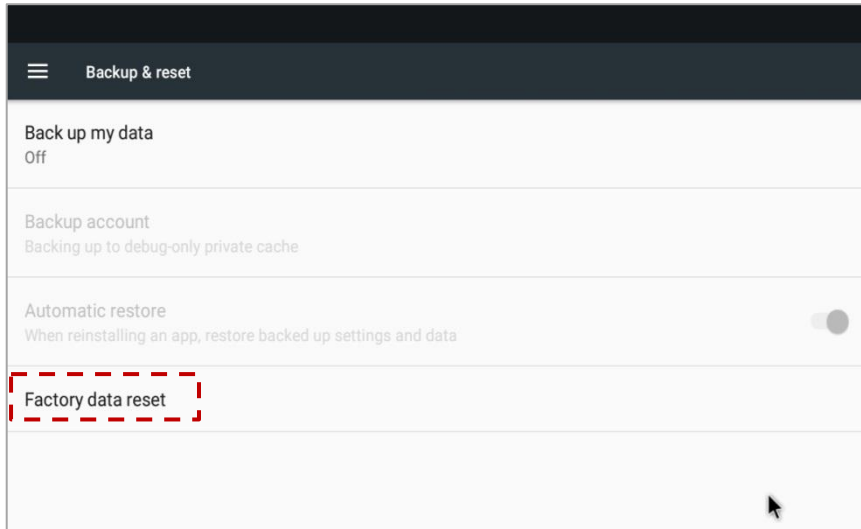 Backup & reset
Back up my data
Off
Backup account
Backing up to debug-only private cache
Automatic restore
When reinstalling an app, restore backed up settings and data
Factory data reset